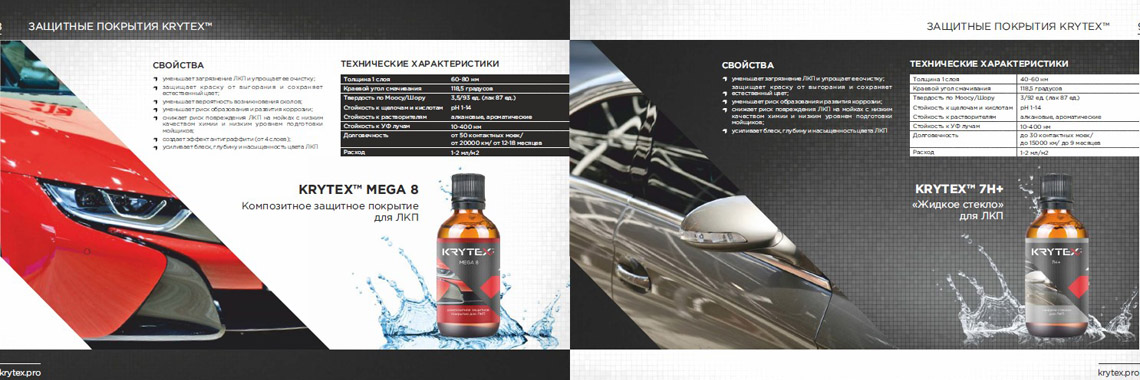 ЗАЩИТНЫЕ ПОКРЫТИЯ KRYTEX™
СВОЙСТВА
уменьшает загрязнение ЛКП и упрощает ее очистку;
защищает краску от выгорания и сохраняет
естественный цвет;
уменьшает вероятность возникновения сколов;
уменьшает риск образования и развития коррозии;
снижает риск повреждений ЛКП на мойках с низким
качеством химии и низким уровнем подготовки
мойщиков;
создает эффект антиграффити (от 4 слоев);
усиливает блеск, глубину и насыщенность цвета ЛКП
ТЕХНИЧЕСКИЕ ХАРАКТЕРИСТИКИ
Толщина 1 слоя 60-80 нм
Краевой угол смачивания 118,5 градусов
Твердость по Моосу/Шору 3,5/93 ед. (лак 87 ед.)
Стойкость к щелочам и кислотам pH 1-14
Стойкость к растворителям алкановые, ароматические
Стойкость к УФ лучам 10-400 нм
Долговечность от 50 контактных моек/
от 20000 км/ от 12-18 месяцев
Расход 1-2 мл/м2
KRYTEX™ MEGA 8
Композитное защитное покрытие
для ЛКП
KRYTEX
MEGA 8
krytex.pro
ЗАЩИТНЫЕ ПОКРЫТИЯ KRYTEX™
СВОЙСТВА
уменьшает загрязнение ЛКП и упрощает ее очистку;
защищает краску от выгорания и сохраняет
естественный цвет;
уменьшает риск образования и развития коррозии;
снижает риск повреждений ЛКП на мойках с низким
качеством химии и низким уровнем подготовки
мойщиков;
усиливает блеск, глубину и насыщенность цвета ЛКП
ТЕХНИЧЕСКИЕ ХАРАКТЕРИСТИКИ
Толщина 1 слоя 40-60 нм
Краевой угол смачивания 118,5 градусов
Твердость по Моосу/Шору 3/92 ед. (лак 87 ед.)
Стойкость к щелочам и кислотам pH 1-14
Стойкость к растворителям алкановые, ароматические
Стойкость к УФ лучам 10-400 нм
Долговечность до 30 контактных моек/
до 15000 км/ до 9 месяцев
Расход 1-2 мл/м2
KRYTEX™ 7H+
«Жидкое стекло»
для ЛКП
KRYTEX
7H+
krytex.pro